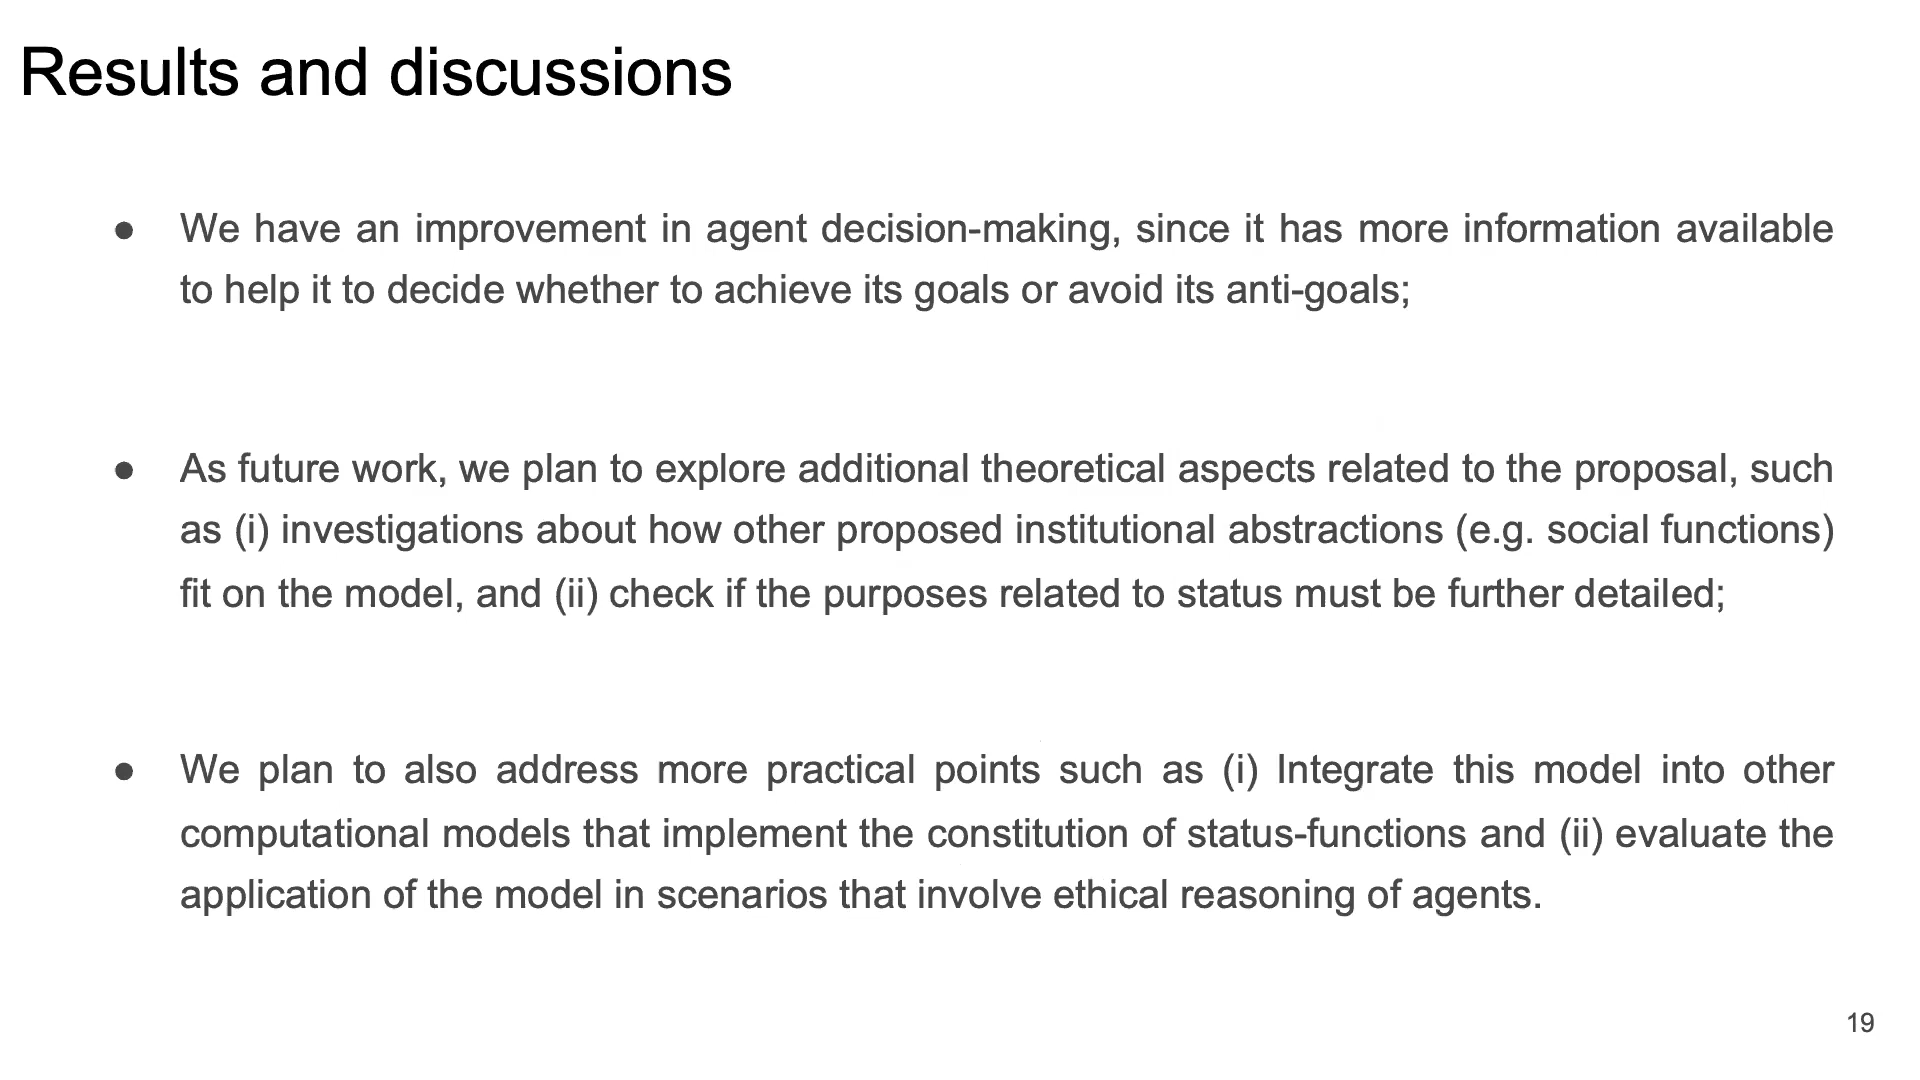 Results and discussions
● We have an improvement in agent decision-making, since it has more information available
to help it to decide whether to achieve its goals or avoid its anti-goals;
● As future work, we plan to explore additional theoretical aspects related to the proposal, such
as (i) investigations about how other proposed institutional abstractions (e.g. social functions)
fit on the model, and (ii) check if the purposes related to status must be further detailed;
● We plan to also address more practical points such as (i) Integrate this model into other
computational models that implement the constitution of status-functions and (ii) evaluate the
application of the model in scenarios that involve ethical reasoning of agents.
19